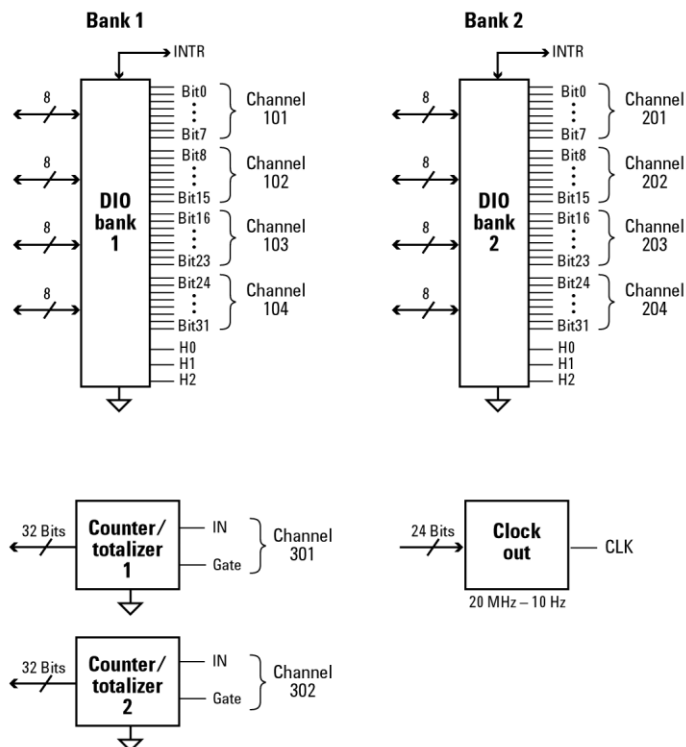 Bank 1
INTR
8
8
8
8
DIO
bank
1
Bit0
Bit7
Channel
101
Bit8
Bit15
Channel
102
Bit16
Bit23
Channel
103
Bit24
Bit31
Channel
104
H0
H1
H2
Bank 2
INTR
8
8
8
8
DIO
bank
2
Bit0
Bit7
Channel
201
Bit8
Bit15
Channel
202
Bit16
Bit23
Channel
203
Bit24
Bit31
Channel
204
H0
H1
H2
32 Bits
Counter/
totalizer
1
IN
Gate
Channel
301
24 Bits
Clock
out
CLK
20 MHz – 10 Hz
32 Bits
Counter/
totalizer
2
IN
Gate
Channel
302